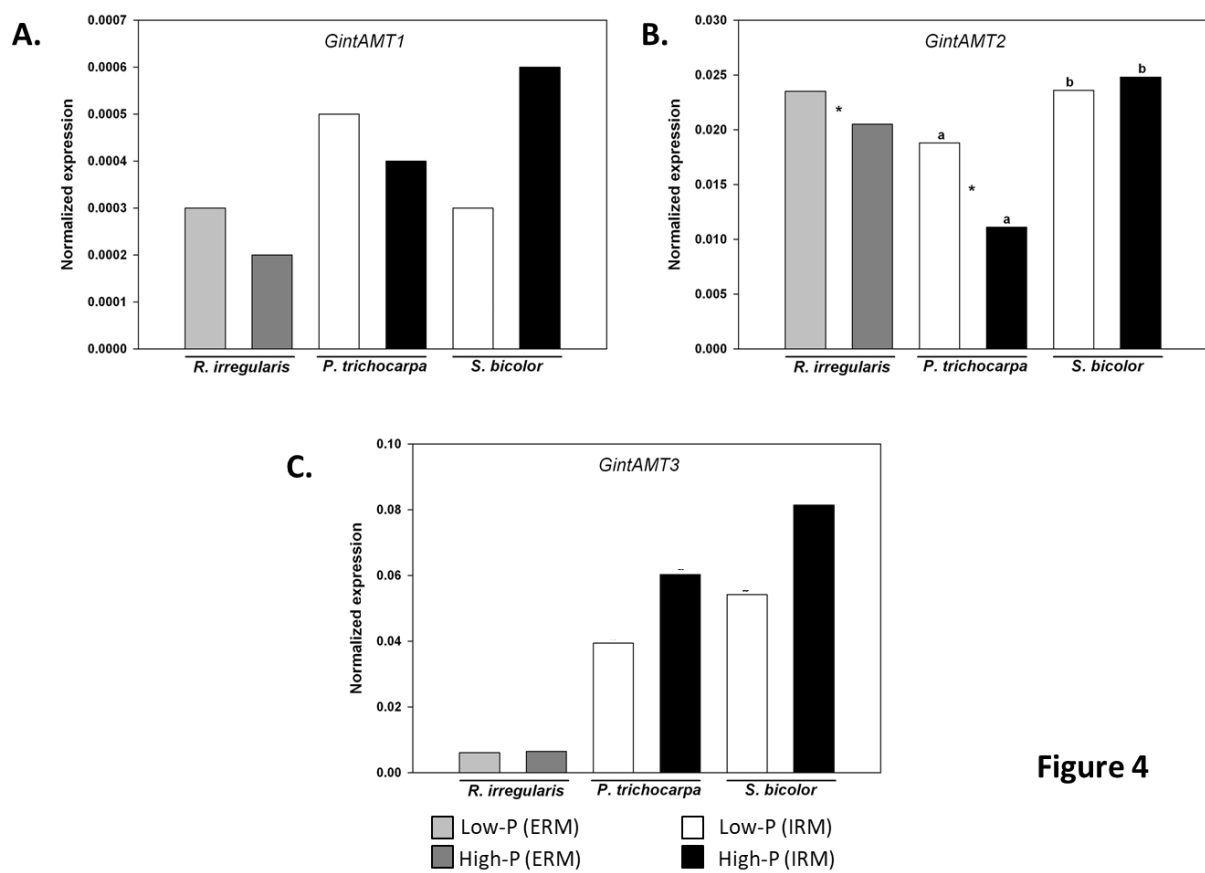 A.
GintAMT1
Normalized expression
0.0007
0.0006
0.0005
0.0004
0.0003
0.0002
0.0001
0.0000
R. irregularis P. trichocarpa S. bicolor
B.
GintAMT2
Normalized expression
0.030
0.025
0.020
0.015
0.010
0.005
0.000
*
a
*
a
b
b
R. irregularis P. trichocarpa S. bicolor
C.
GintAMT3
Normalized expression
0.10
0.08
0.06
0.04
0.02
0.00
R. irregularis P. trichocarpa S. bicolor
Low-P (ERM) Low-P (IRM)
High-P (ERM) High-P (IRM)
Figure 4